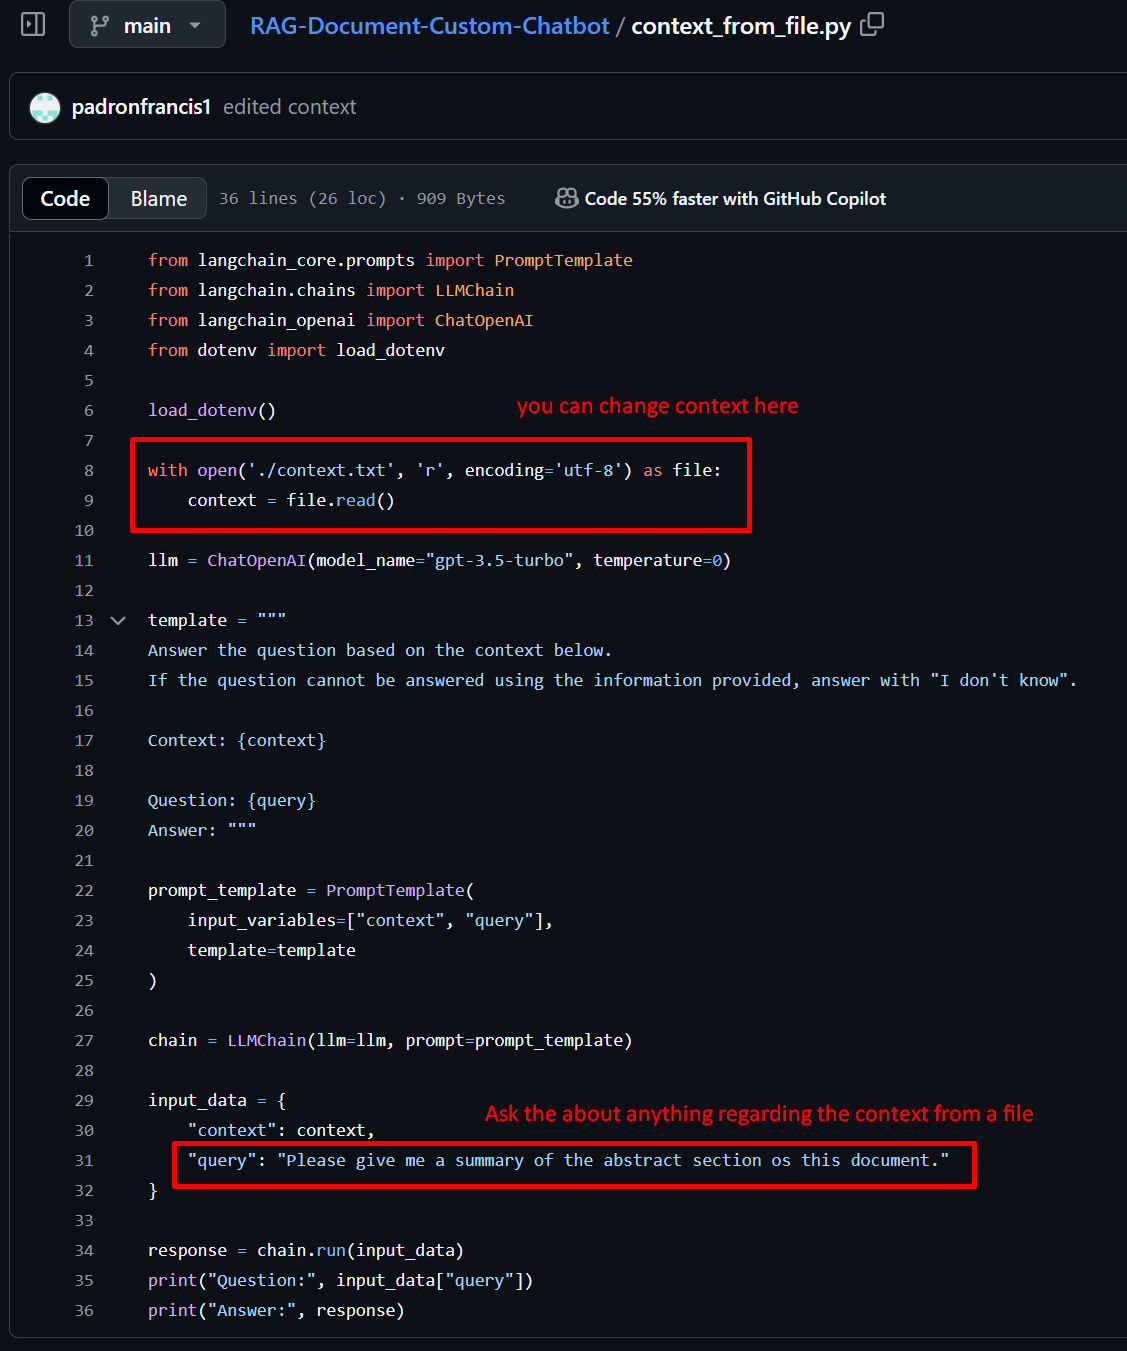 main
RAG-Document-Custom-Chatbot / context_from_file.py
padronfrancis1 edited context
Code Blame 36 lines (26 loc) · 909 Bytes Code 55% faster with GitHub Copilot
1 from langchain_core.prompts import PromptTemplate
2 from langchain.chains import LLMChain
3 from langchain_openai import ChatOpenAI
4 from dotenv import load_dotenv
5
6 load_dotenv()
you can change context here
7
8 with open('./context.txt', 'r', encoding='utf-8') as file:
9     context = file.read()
10
11 llm = ChatOpenAI(model_name="gpt-3.5-turbo", temperature=0)
12
13 template = """
14 Answer the question based on the context below.
15 If the question cannot be answered using the information provided, answer with "I don't know".
16
17 Context: {context}
18
19 Question: {query}
20 Answer: """
21
22 prompt_template = PromptTemplate(
23     input_variables=["context", "query"],
24     template=template
25 )
26
27 chain = LLMChain(llm=llm, prompt=prompt_template)
28
29 input_data = {
Ask the about anything regarding the context from a file
30     "context": context,
31     "query": "Please give me a summary of the abstract section os this document."
32 }
33
34 response = chain.run(input_data)
35 print("Question:", input_data["query"])
36 print("Answer:", response)